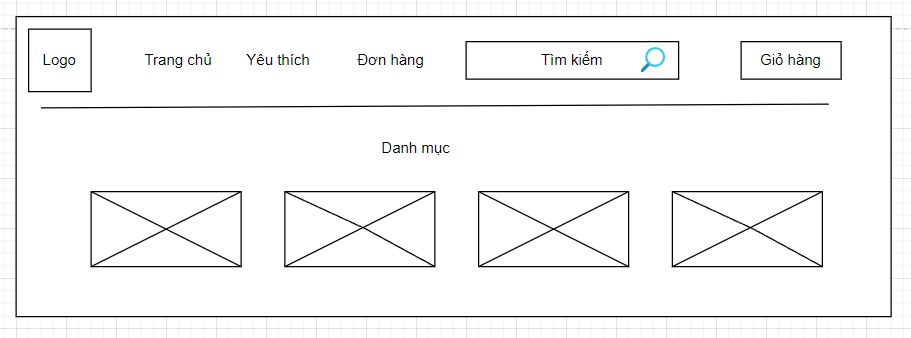 Logo
Trang chủ
Yêu thích
Đơn hàng
Tìm kiếm
Giỏ hàng
Danh mục